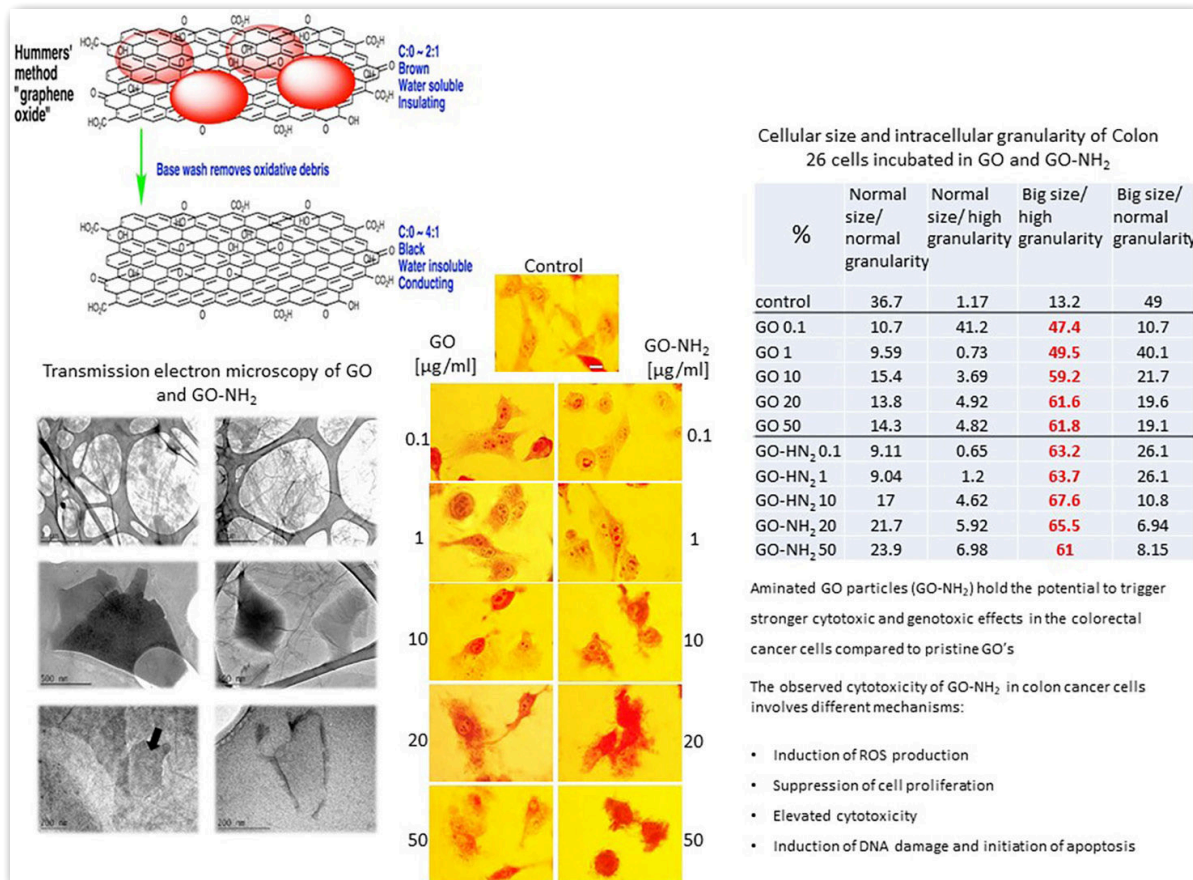 Hummers'
method
"graphene
oxide"
C:0 ~ 2:1
Brown
Water soluble
Insulating
Base wash removes oxidative debris
C:0 ~ 4:1
Black
Water insoluble
Conducting
Transmission electron microscopy of GO
and GO-NH₂
500 nm
200 nm
200 nm
Control
GO
[µg/ml]
GO-NH₂
[µg/ml]
0.1
0.1
1
1
10
10
20
20
50
50
Cellular size and intracellular granularity of Colon
26 cells incubated in GO and GO-NH₂
% Normal size/ normal granularity Normal size/ high granularity Big size/ high granularity Big size/ normal granularity
control 36.7 1.17 13.2 49
GO 0.1 10.7 41.2 47.4 10.7
GO 1 9.59 0.73 49.5 40.1
GO 10 15.4 3.69 59.2 21.7
GO 20 13.8 4.92 61.6 19.6
GO 50 14.3 4.82 61.8 19.1
GO-HN₂ 0.1 9.11 0.65 63.2 26.1
GO-HN₂ 1 9.04 1.2 63.7 26.1
GO-HN₂ 10 17 4.62 67.6 10.8
GO-NH₂ 20 21.7 5.92 65.5 6.94
GO-NH₂ 50 23.9 6.98 61 8.15
Aminated GO particles (GO-NH₂) hold the potential to trigger
stronger cytotoxic and genotoxic effects in the colorectal
cancer cells compared to pristine GO's
The observed cytotoxicity of GO-NH₂ in colon cancer cells
involves different mechanisms:
• Induction of ROS production
• Suppression of cell proliferation
• Elevated cytotoxicity
• Induction of DNA damage and initiation of apoptosis